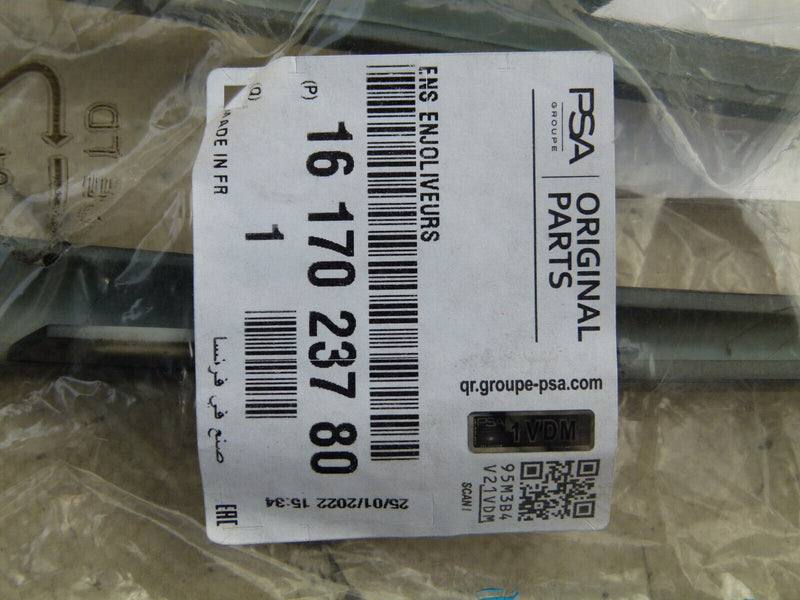 PSA
GROUPE
ORIGINAL
PARTS
ENS ENJOLIVEURS
(P)
16 170 237 80
(Q)
1
MADE IN FR
صنع في فرنسا
EAC
25/01/2022 15:34
qr.groupe-psa.com
PSA
1VDM
95M3B4
V21VDM
SCAN!